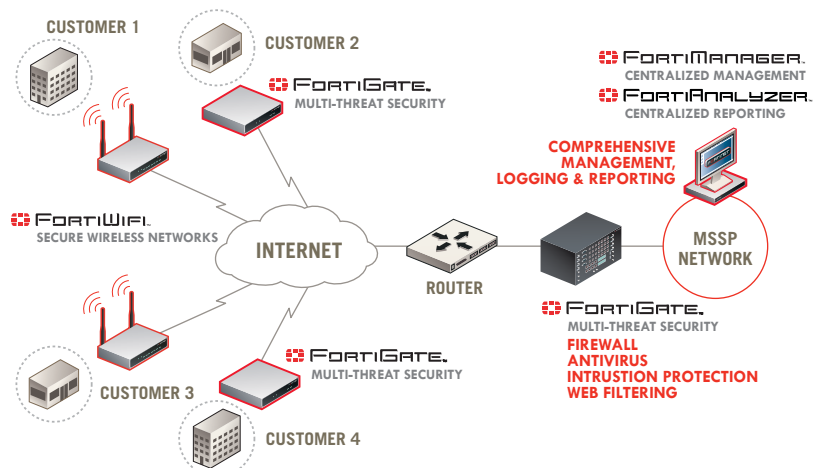 CUSTOMER 1
CUSTOMER 2
FORTIGATE
MULTI-THREAT SECURITY
FORTIMANAGER
CENTRALIZED MANAGEMENT
FORTIANALYZER
CENTRALIZED REPORTING
COMPREHENSIVE
MANAGEMENT,
LOGGING & REPORTING
FORTIWIFI
SECURE WIRELESS NETWORKS
INTERNET
ROUTER
MSSP
NETWORK
FORTIGATE
MULTI-THREAT SECURITY
FIREWALL
ANTIVIRUS
INTRUSTION PROTECTION
WEB FILTERING
FORTIGATE
MULTI-THREAT SECURITY
CUSTOMER 3
CUSTOMER 4